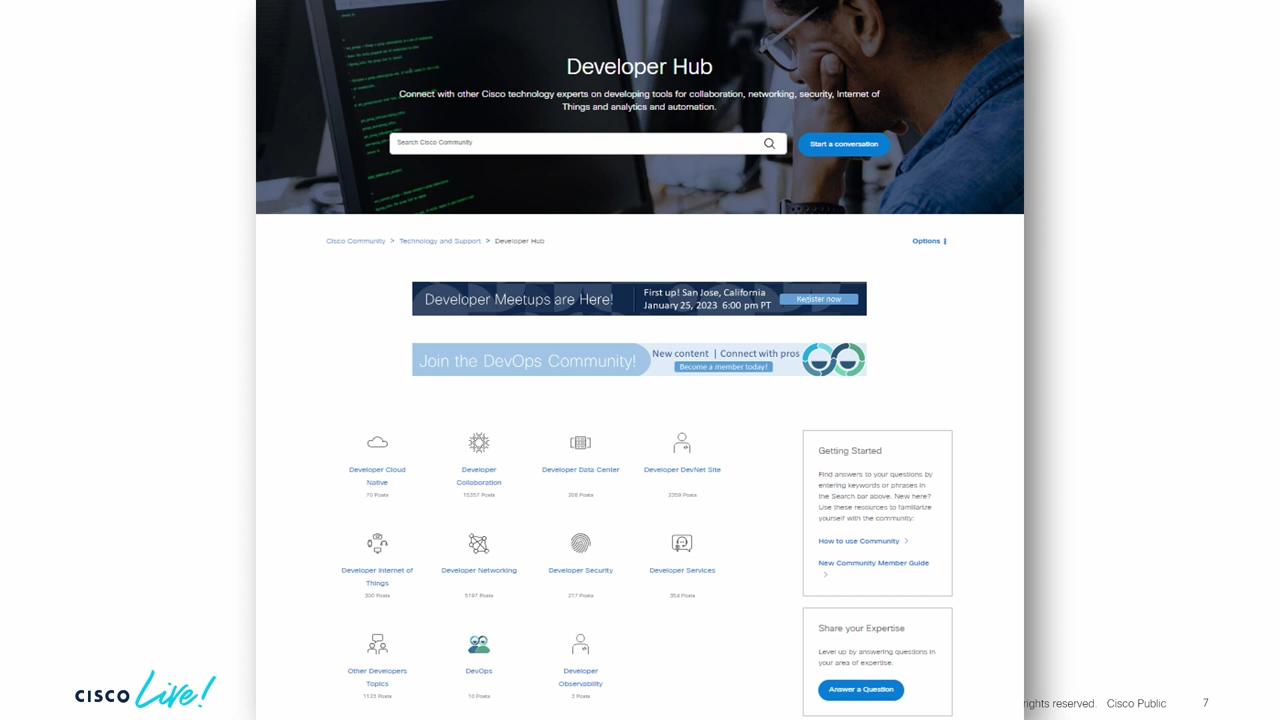 Developer Hub
Connect with other Cisco technology experts on developing tools for collaboration, networking, security, Internet of
Things and analytics and automation.
Search Cisco Community
Start a conversation
Cisco Community > Technology and Support > Developer Hub
Options
Developer Meetups are Here!
First up! San Jose, California
January 25, 2023 6:00 pm PT
Register now
Join the DevOps Community!
New content | Connect with pros
Become a member today!
Developer Cloud
Native
70 Posts
Developer
Collaboration
15357 Posts
Developer Data Center
208 Posts
Developer DevNet Site
2359 Posts
Developer Internet of
Things
300 Posts
Developer Networking
5197 Posts
Developer Security
217 Posts
Developer Services
354 Posts
Other Developers
Topics
1123 Posts
DevOps
10 Posts
Developer
Observability
2 Posts
Getting Started
Find answers to your questions by
entering keywords or phrases in
the Search bar above. New here?
Use these resources to familiarize
yourself with the community:
How to use Community >
New Community Member Guide
>
Share your Expertise
Level up by answering questions in
your area of expertise.
Answer a Question
CISCO Live!
rights reserved. Cisco Public
7